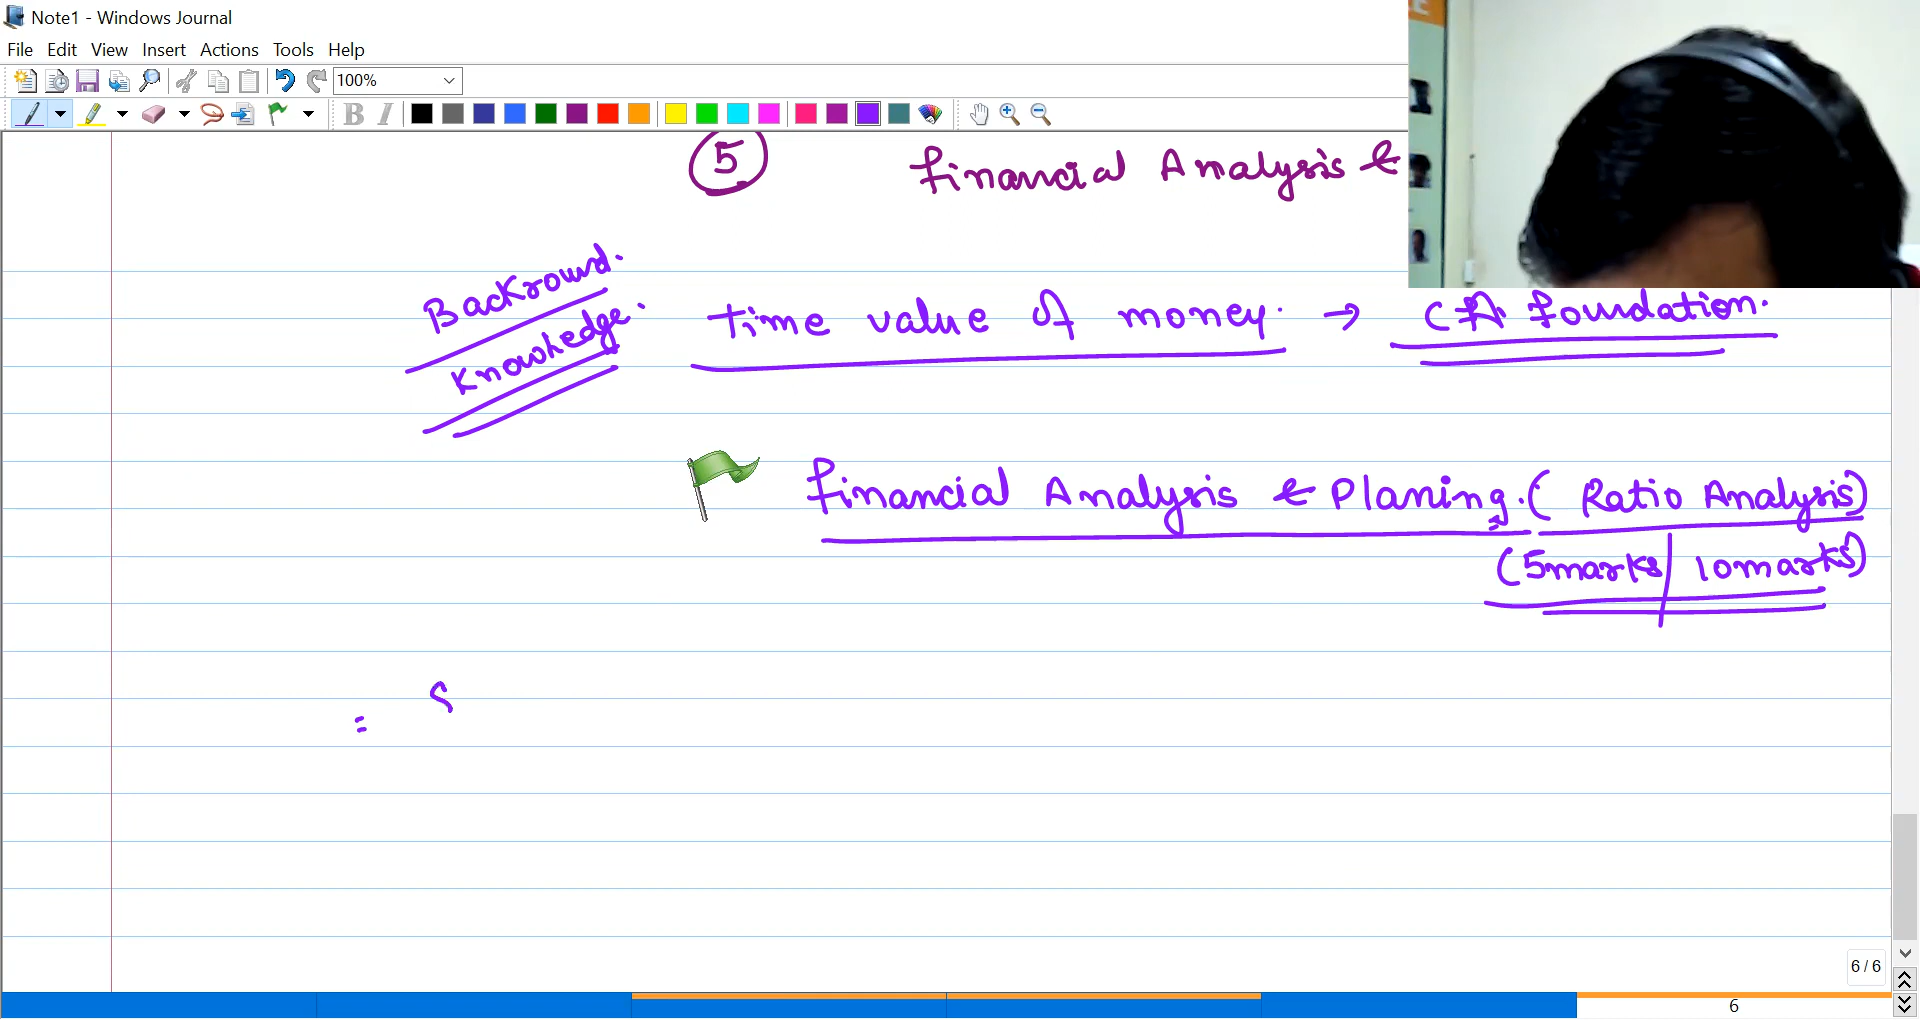 Note1 - Windows Journal
File Edit View Insert Actions Tools Help
100%
B I
5 Financial Analysis &
Backround.
Knowledge.
Time value of money. → CA Foundation.
Financial Analysis & Planing. (Ratio Analysis)
(5marks | 10marks)
=
6 / 6
6